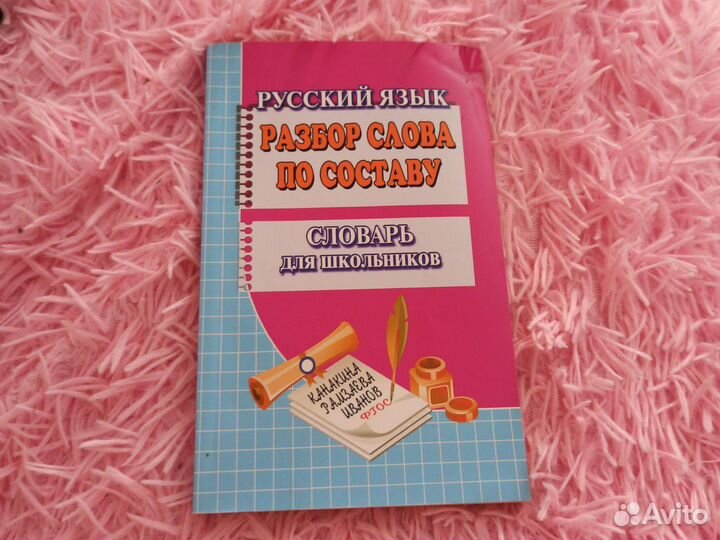 РУССКИЙ ЯЗЫК
РАЗБОР СЛОВА
ПО СОСТАВУ
СЛОВАРЬ
ДЛЯ ШКОЛЬНИКОВ
КАНАКИНА
РАМЗАЕВА
ИВАНОВ
ФГОС
Avito